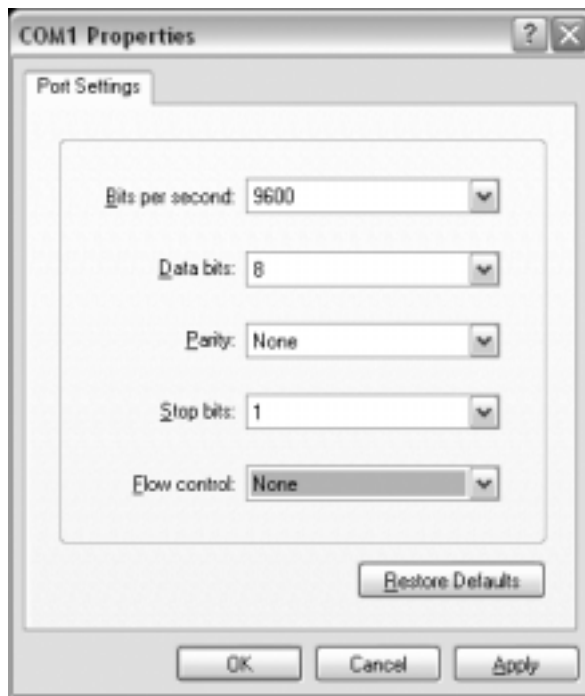 COM1 Properties
Port Settings
Bits per second: 9600
Data bits: 8
Parity: None
Stop bits: 1
Flow control: None
Restore Defaults
OK Cancel Apply